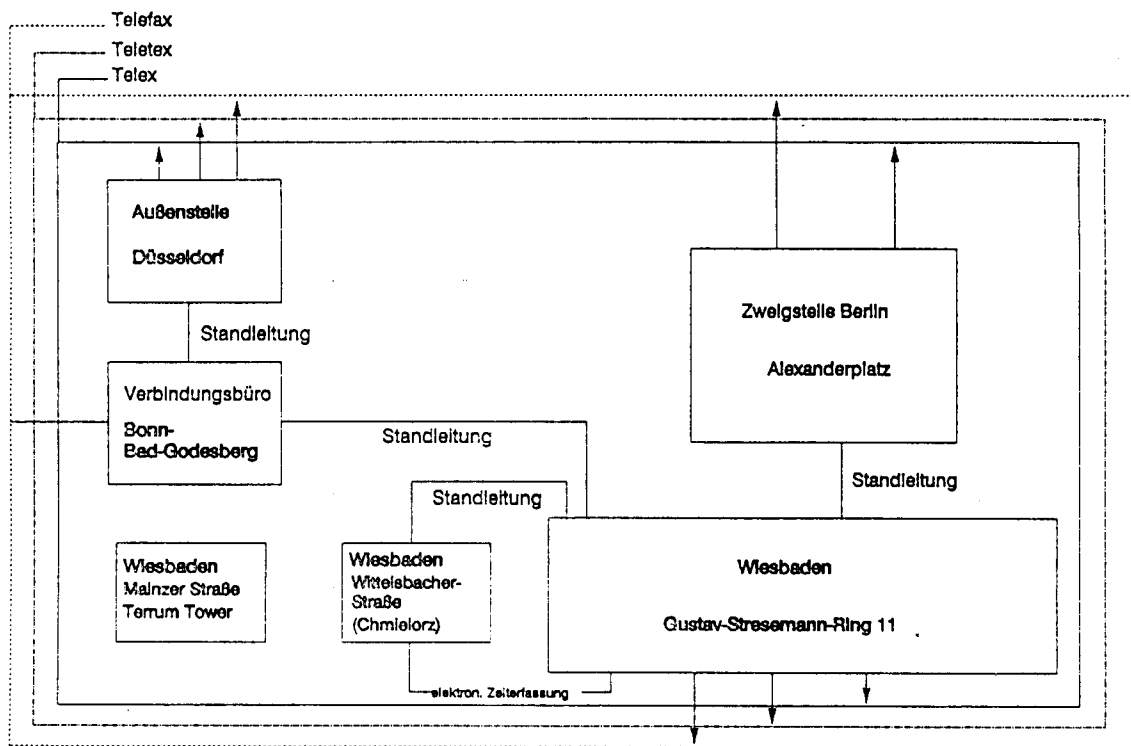 Telefax
Teletex
Telex
Außenstelle
Düsseldorf
Standleitung
Zweigstelle Berlin
Alexanderplatz
Verbindungsbüro
Bonn-
Bad-Godesberg
Standleitung
Standleitung
Standleitung
Wiesbaden
Mainzer Straße
Terrum Tower
Wiesbaden
Wittelsbacher-
Straße
(Chmielorz)
Wiesbaden
Gustav-Stresemann-Ring 11
elektron. Zeiterfassung